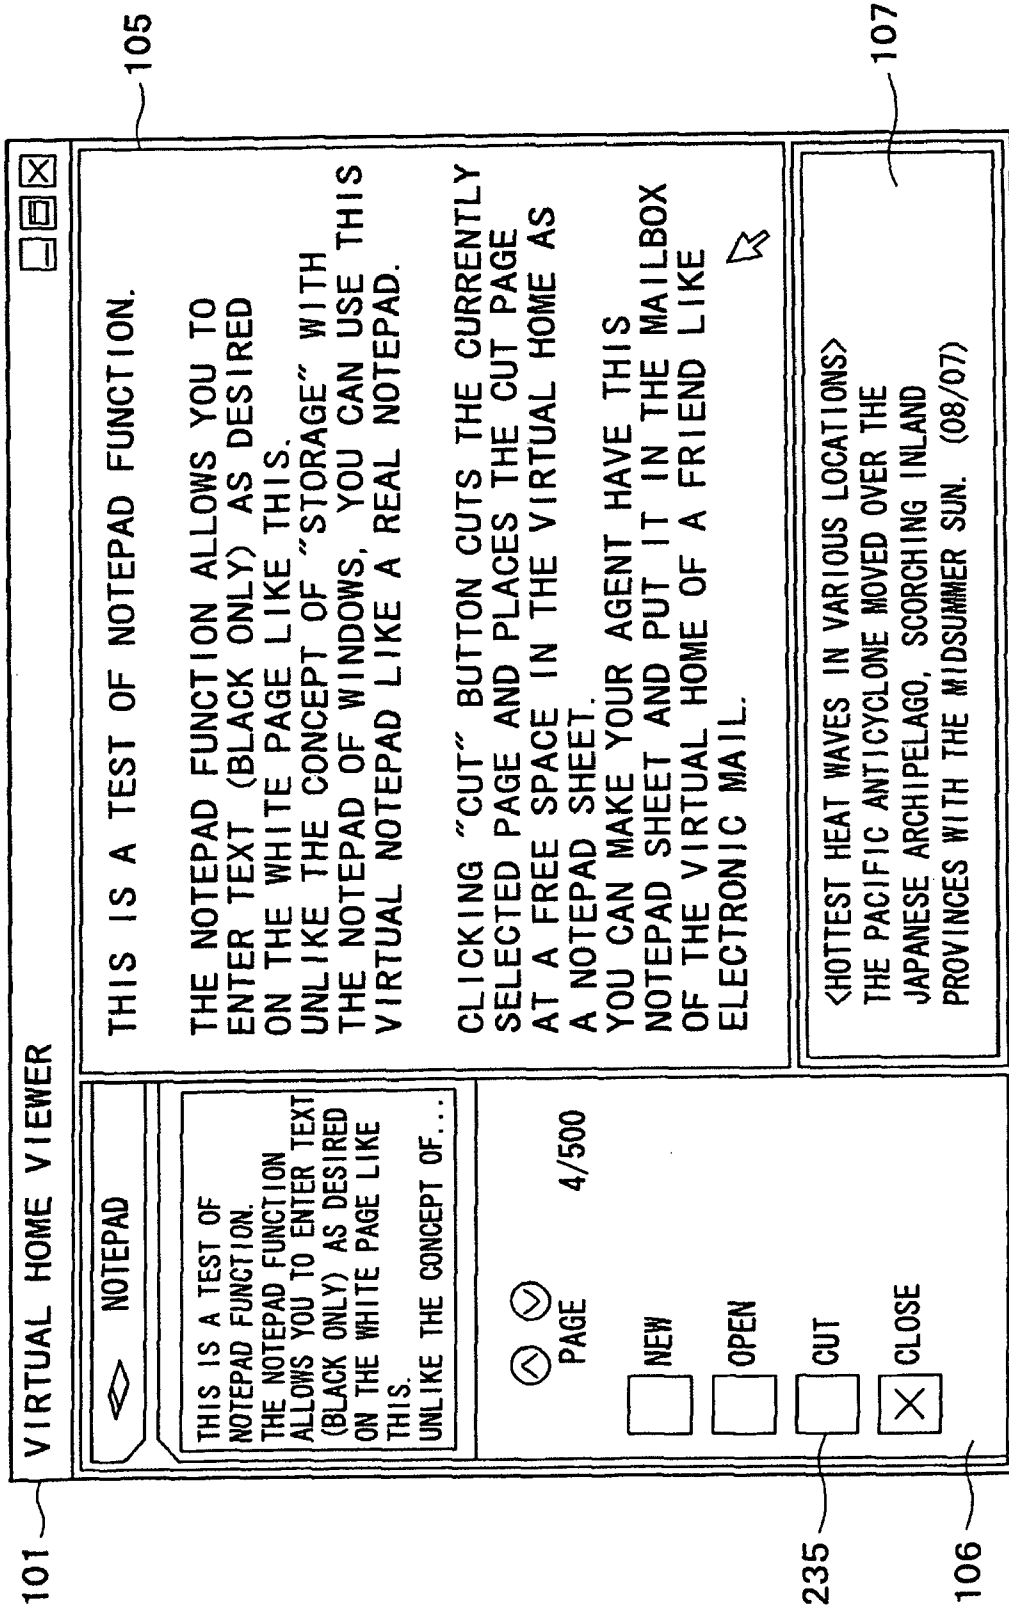 101
VIRTUAL HOME VIEWER
NOTEPAD
THIS IS A TEST OF
NOTEPAD FUNCTION.
THE NOTEPAD FUNCTION
ALLOWS YOU TO ENTER TEXT
(BLACK ONLY) AS DESIRED
ON THE WHITE PAGE LIKE
THIS.
UNLIKE THE CONCEPT OF...
PAGE
4/500
NEW
OPEN
CUT
CLOSE
235
106
105
THIS IS A TEST OF NOTEPAD FUNCTION.
THE NOTEPAD FUNCTION ALLOWS YOU TO
ENTER TEXT (BLACK ONLY) AS DESIRED
ON THE WHITE PAGE LIKE THIS.
UNLIKE THE CONCEPT OF "STORAGE" WITH
THE NOTEPAD OF WINDOWS, YOU CAN USE THIS
VIRTUAL NOTEPAD LIKE A REAL NOTEPAD.
CLICKING "CUT" BUTTON CUTS THE CURRENTLY
SELECTED PAGE AND PLACES THE CUT PAGE
AT A FREE SPACE IN THE VIRTUAL HOME AS
A NOTEPAD SHEET.
YOU CAN MAKE YOUR AGENT HAVE THIS
NOTEPAD SHEET AND PUT IT IN THE MAILBOX
OF THE VIRTUAL HOME OF A FRIEND LIKE
ELECTRONIC MAIL.
107
<HOTTEST HEAT WAVES IN VARIOUS LOCATIONS>
THE PACIFIC ANTICYCLONE MOVED OVER THE
JAPANESE ARCHIPELAGO, SCORCHING INLAND
PROVINCES WITH THE MIDSUMMER SUN. (08/07)